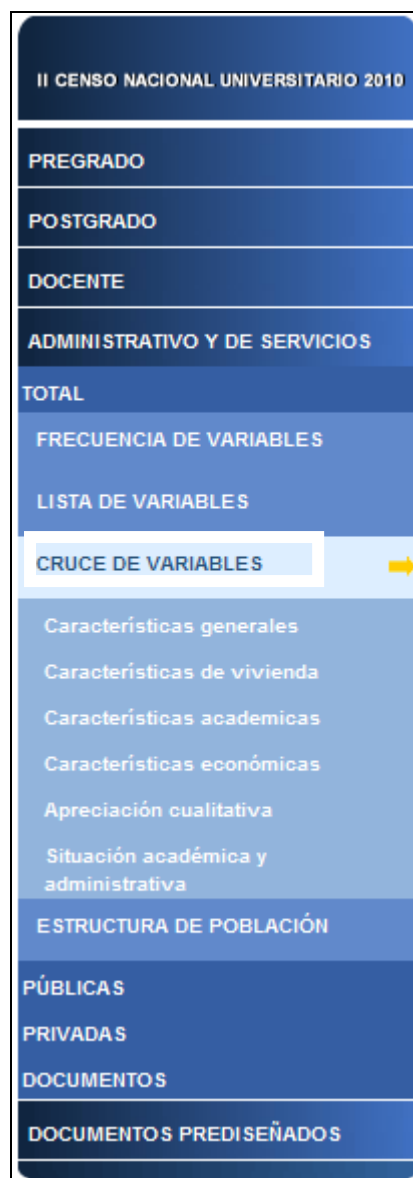 II CENSO NACIONAL UNIVERSITARIO 2010
PREGRADO
POSTGRADO
DOCENTE
ADMINISTRATIVO Y DE SERVICIOS
TOTAL
FRECUENCIA DE VARIABLES
LISTA DE VARIABLES
CRUCE DE VARIABLES
Características generales
Características de vivienda
Características academicas
Características económicas
Apreciación cualitativa
Situación académica y
administrativa
ESTRUCTURA DE POBLACIÓN
PÚBLICAS
PRIVADAS
DOCUMENTOS
DOCUMENTOS PREDISEÑADOS